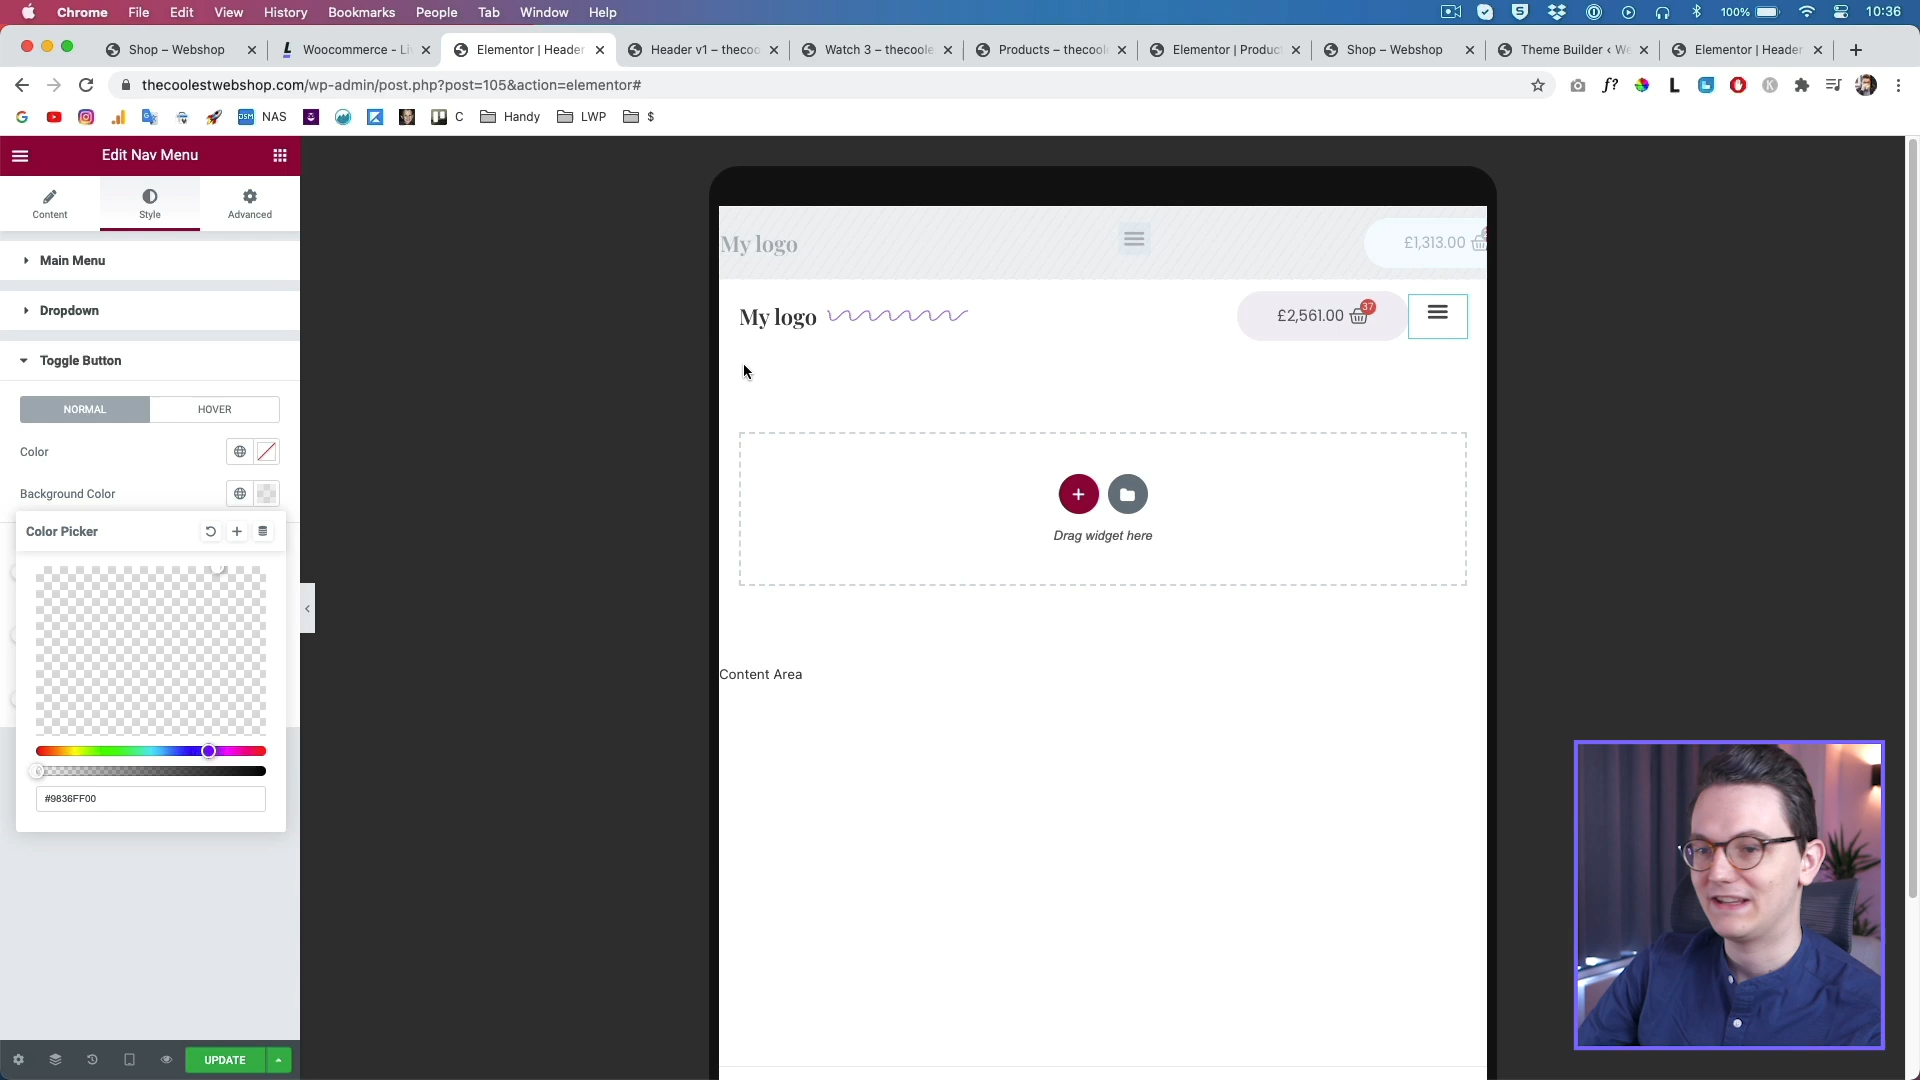 Chrome File Edit View History Bookmarks People Tab Window Help 100% 10:36
Shop – Webshop Woocommerce - Li Elementor | Header Header v1 – thecoo Watch 3 – thecoole Products – thecool Elementor | Produc Shop – Webshop Theme Builder ‹ We Elementor | Header
thecoolestwebshop.com/wp-admin/post.php?post=105&action=elementor#
NAS C Handy LWP $
Edit Nav Menu
Content Style Advanced
Main Menu
Dropdown
Toggle Button
NORMAL HOVER
Color
Background Color
Color Picker
#9836FF00
UPDATE
My logo £1,313.00
My logo £2,561.00 37
Drag widget here
Content Area